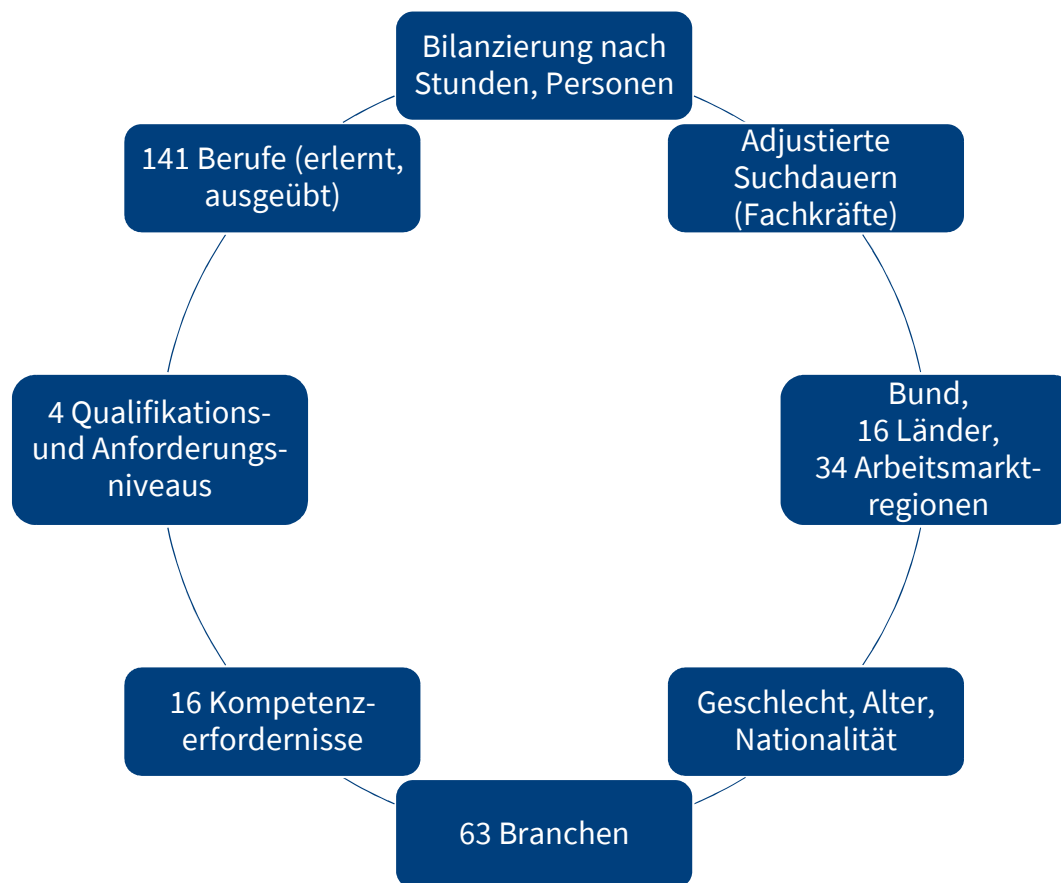 Bilanzierung nach
Stunden, Personen
Adjustierte
Suchdauern
(Fachkräfte)
Bund,
16 Länder,
34 Arbeitsmarkt-
regionen
Geschlecht, Alter,
Nationalität
63 Branchen
16 Kompetenz-
erfordernisse
4 Qualifikations-
und Anforderungs-
niveaus
141 Berufe (erlernt,
ausgeübt)